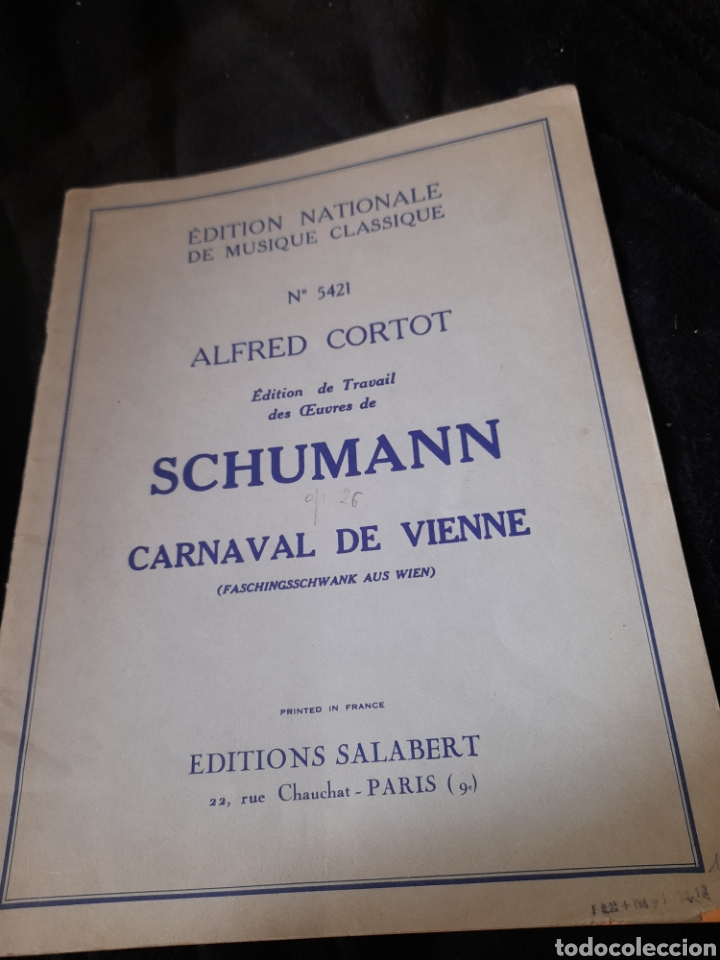 ÉDITION NATIONALE
DE MUSIQUE CLASSIQUE
N° 5421
ALFRED CORTOT
Édition de Travail
des Œuvres de
SCHUMANN
op 26
CARNAVAL DE VIENNE
(FASCHINGSSCHWANK AUS WIEN)
PRINTED IN FRANCE
EDITIONS SALABERT
22, rue Chauchat - PARIS (9e)
todocoleccion